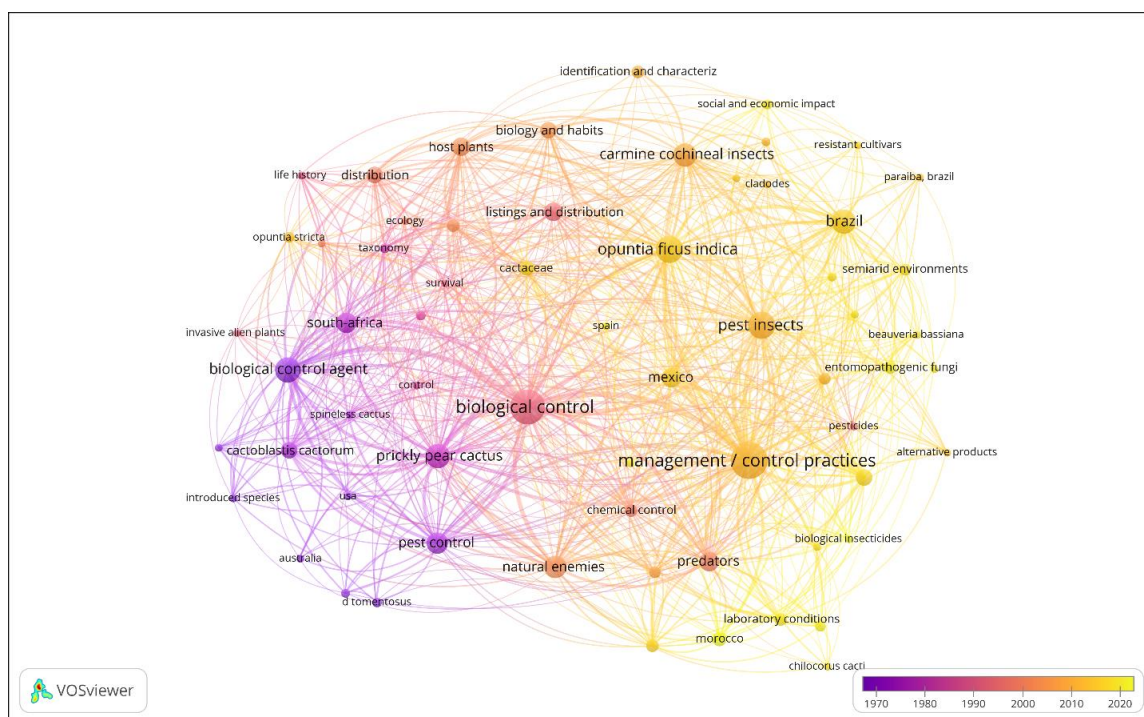 identification and characteriz
social and economic impact
biology and habits
resistant cultivars
host plants
carmine cochineal insects
life history
distribution
cladodes
paraiba, brazil
ecology
listings and distribution
brazil
opuntia stricta
taxonomy
opuntia ficus indica
cactaceae
semiarid environments
survival
south-africa
spain
pest insects
invasive alien plants
beauveria bassiana
biological control agent
entomopathogenic fungi
control
mexico
biological control
spineless cactus
pesticides
cactoblastis cactorum
prickly pear cactus
management / control practices
alternative products
introduced species
usa
chemical control
biological insecticides
pest control
australia
natural enemies
predators
d tomentosus
laboratory conditions
morocco
chilocorus cacti
VOSviewer
1970 1980 1990 2000 2010 2020